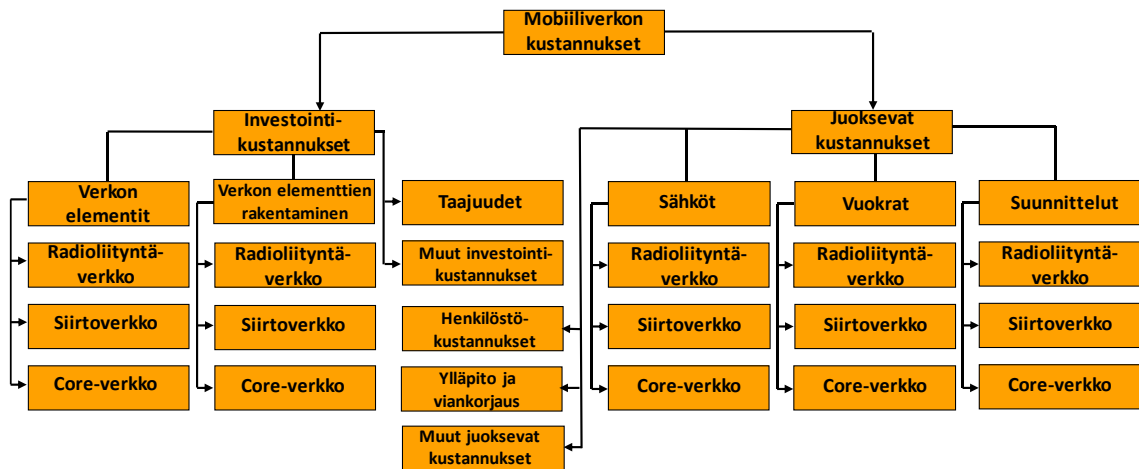 Mobiiliverkon
kustannukset
Investointi-
kustannukset
Juoksevat
kustannukset
Verkon
elementit
Radioliityntä-
verkko
Siirtoverkko
Core-verkko
Verkon elementtien
rakentaminen
Radioliityntä-
verkko
Siirtoverkko
Core-verkko
Taajuudet
Muut investointi-
kustannukset
Henkilöstö-
kustannukset
Ylläpito ja
viankorjaus
Muut juoksevat
kustannukset
Sähköt
Radioliityntä-
verkko
Siirtoverkko
Core-verkko
Vuokrat
Radioliityntä-
verkko
Siirtoverkko
Core-verkko
Suunnittelut
Radioliityntä-
verkko
Siirtoverkko
Core-verkko